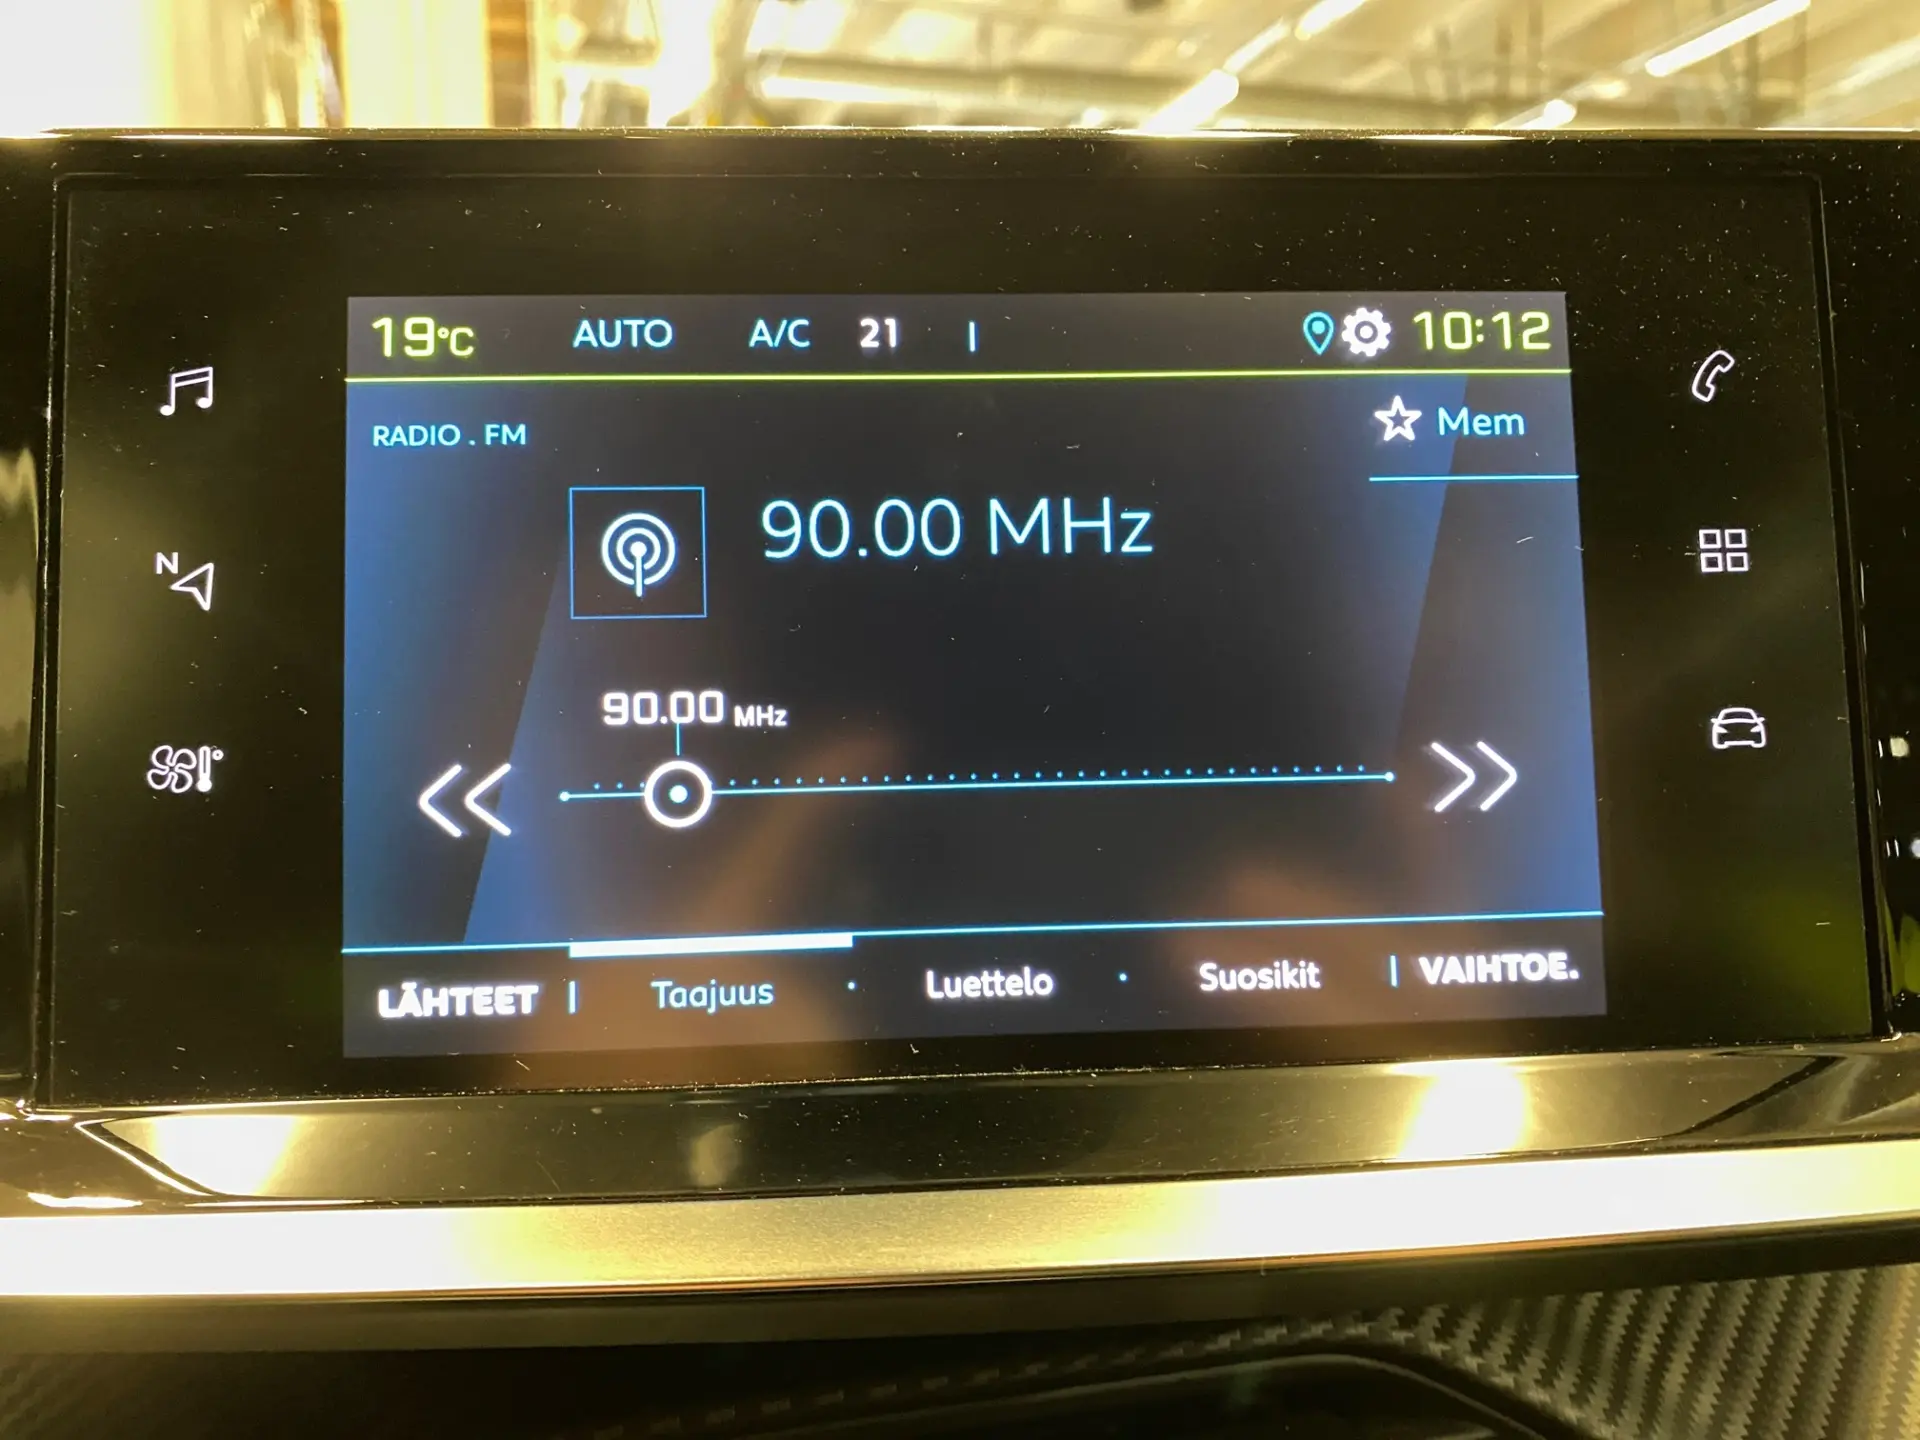 19°C AUTO A/C 21 10:12
RADIO . FM
Mem
90.00 MHz
N
90.00 MHz
LÄHTEET Taajuus Luettelo Suosikit VAIHTOE.